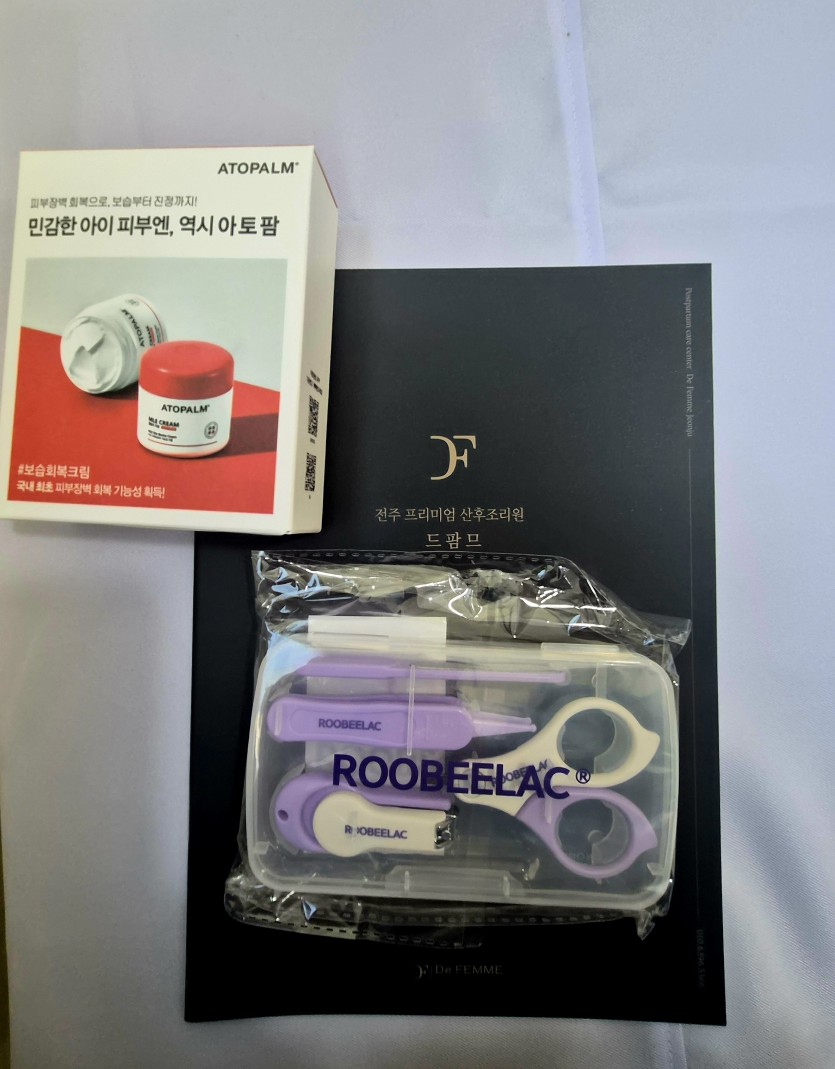 ATOPALM®
피부장벽 회복으로, 보습부터 진정까지!
민감한 아이 피부엔, 역시 아토팜
ATOPALM
ATOPALM®
MLE CREAM
#보습회복크림
국내 최초 피부장벽 회복 기능성 획득!
Postpartum care center De Femme Jeonju
DF
전주 프리미엄 산후조리원
드팜므
ROOBEELAC
ROOBEELAC
ROOBEELAC®
ROOBEELAC
DF De FEMME